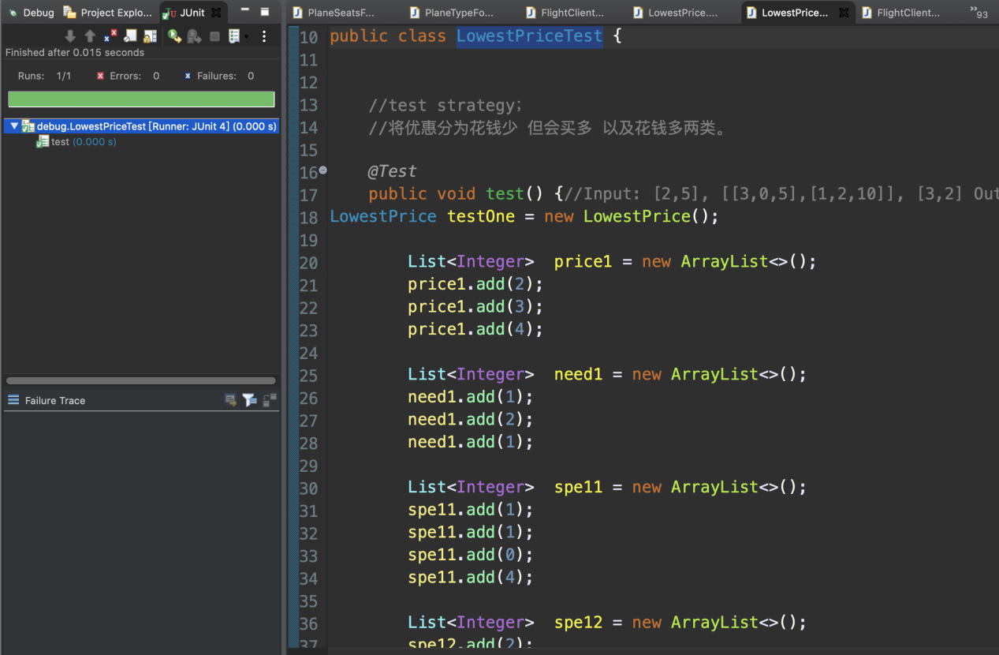 Debug Project Explo... JUnit
Finished after 0.015 seconds
Runs: 1/1 Errors: 0 Failures: 0
debug.LowestPriceTest [Runner: JUnit 4] (0.000 s)
test (0.000 s)
Failure Trace
PlaneSeatsF... PlaneTypeFo... FlightClient... LowestPrice.... LowestPrice... FlightClient... »93
10 public class LowestPriceTest {
11
12
13 //test strategy;
14 //将优惠分为花钱少 但会买多 以及花钱多两类。
15
16 @Test
17 public void test() {//Input: [2,5], [[3,0,5],[1,2,10]], [3,2] Out
18 LowestPrice testOne = new LowestPrice();
19
20 List<Integer> price1 = new ArrayList<>();
21 price1.add(2);
22 price1.add(3);
23 price1.add(4);
24
25 List<Integer> need1 = new ArrayList<>();
26 need1.add(1);
27 need1.add(2);
28 need1.add(1);
29
30 List<Integer> spe11 = new ArrayList<>();
31 spe11.add(1);
32 spe11.add(1);
33 spe11.add(0);
34 spe11.add(4);
35
36 List<Integer> spe12 = new ArrayList<>();
37 spe12.add(2);